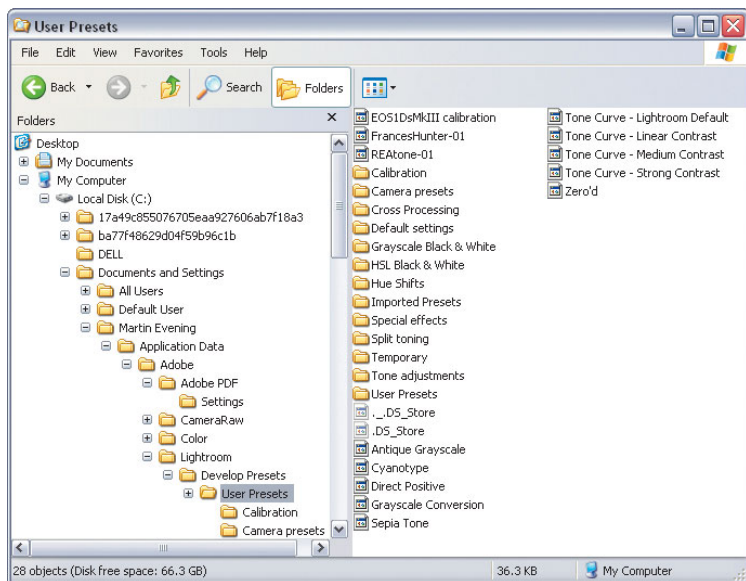 User Presets
File Edit View Favorites Tools Help
Back Search Folders
Folders
Desktop
My Documents
My Computer
Local Disk (C:)
17a49c855076705eaa927606ab7f18a3
ba77f48629d04f59b96c1b
DELL
Documents and Settings
All Users
Default User
Martin Evening
Application Data
Adobe
Adobe PDF
Settings
CameraRaw
Color
Lightroom
Develop Presets
User Presets
Calibration
Camera presets
EOS1DsMkIII calibration
FrancesHunter-01
REAtone-01
Calibration
Camera presets
Cross Processing
Default settings
Grayscale Black & White
HSL Black & White
Hue Shifts
Imported Presets
Special effects
Split toning
Temporary
Tone adjustments
User Presets
._.DS_Store
.DS_Store
Antique Grayscale
Cyanotype
Direct Positive
Grayscale Conversion
Sepia Tone
Tone Curve - Lightroom Default
Tone Curve - Linear Contrast
Tone Curve - Medium Contrast
Tone Curve - Strong Contrast
Zero'd
28 objects (Disk free space: 66.3 GB) 36.3 KB My Computer